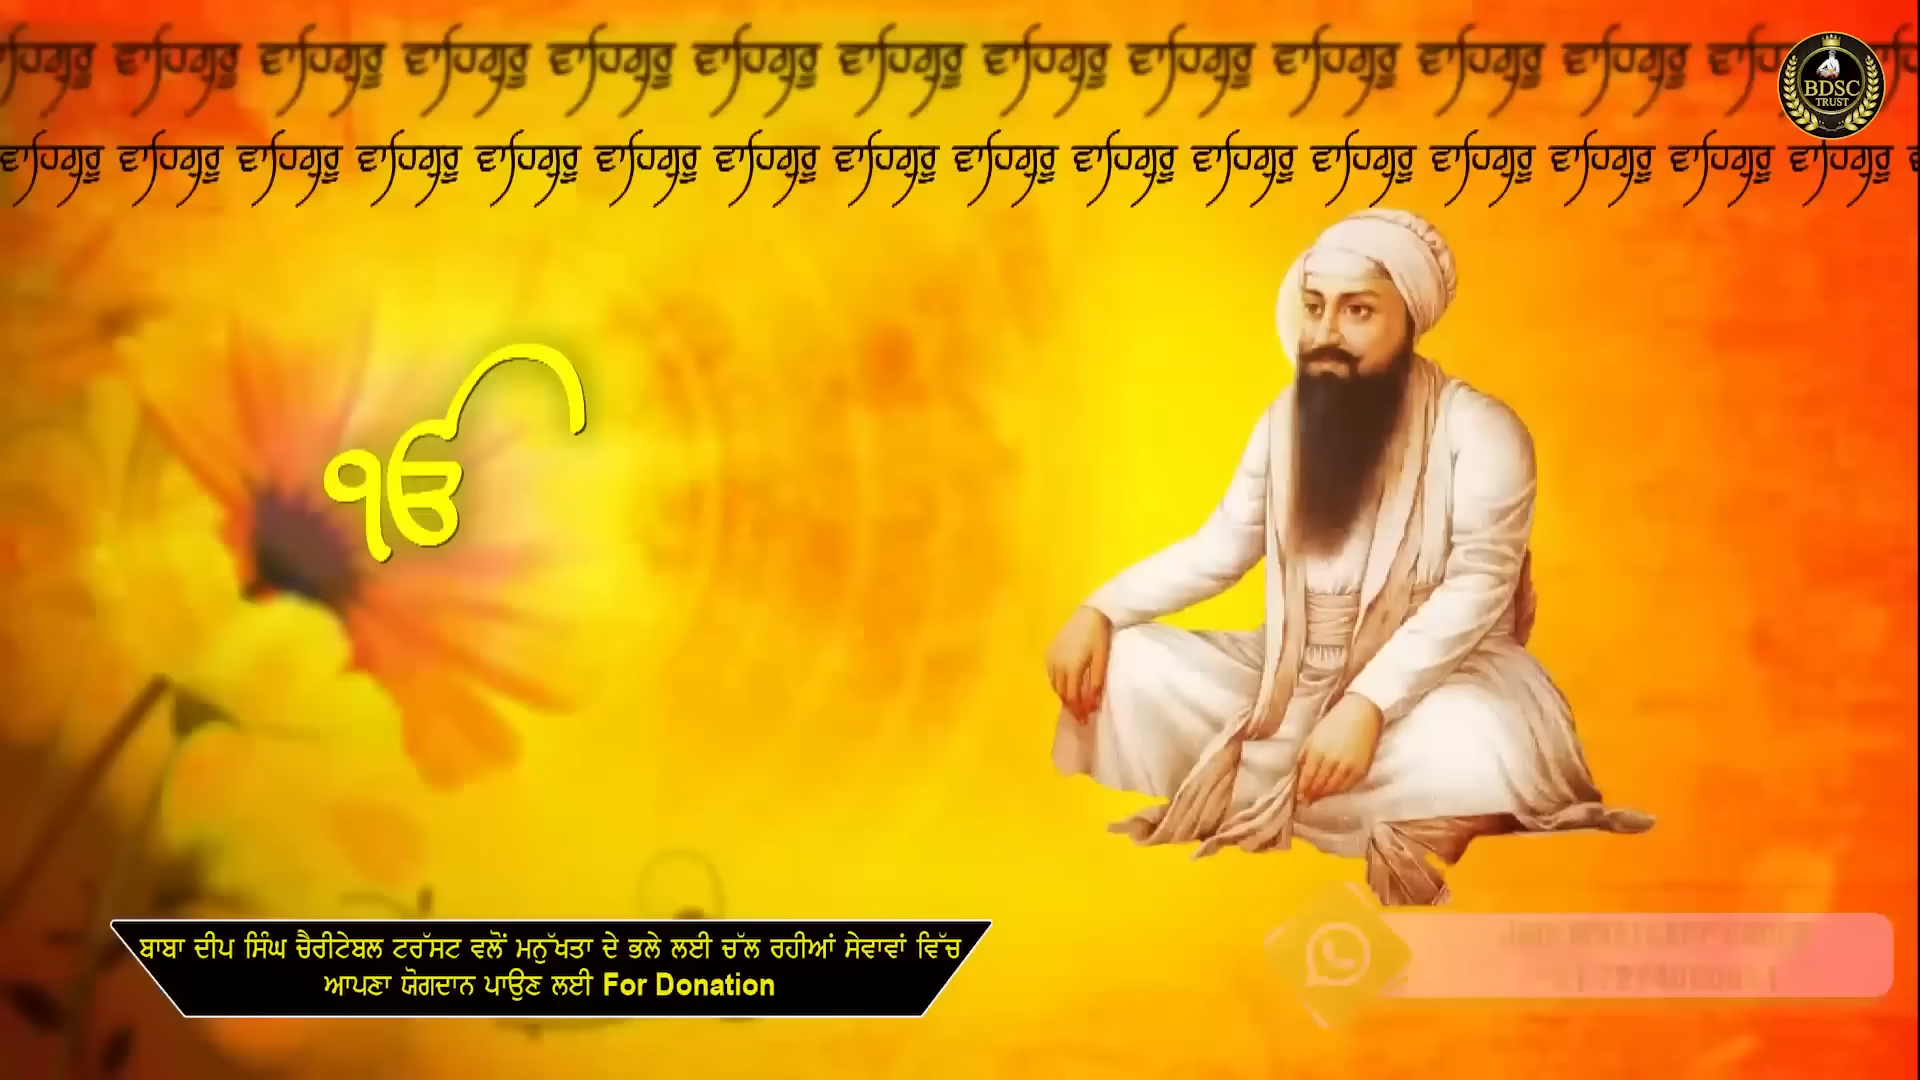 ਵਾਹਿਗੁਰੂ ਵਾਹਿਗੁਰੂ ਵਾਹਿਗੁਰੂ ਵਾਹਿਗੁਰੂ ਵਾਹਿਗੁਰੂ ਵਾਹਿਗੁਰੂ ਵਾਹਿਗੁਰੂ ਵਾਹਿਗੁਰੂ ਵਾਹਿਗੁਰੂ ਵਾਹਿਗੁਰੂ ਵਾਹਿਗੁਰੂ ਵਾਹਿਗੁਰੂ
BDSC
TRUST
ਵਾਹਿਗੁਰੂ ਵਾਹਿਗੁਰੂ ਵਾਹਿਗੁਰੂ ਵਾਹਿਗੁਰੂ ਵਾਹਿਗੁਰੂ ਵਾਹਿਗੁਰੂ ਵਾਹਿਗੁਰੂ ਵਾਹਿਗੁਰੂ ਵਾਹਿਗੁਰੂ ਵਾਹਿਗੁਰੂ ਵਾਹਿਗੁਰੂ ਵਾਹਿਗੁਰੂ ਵਾਹਿਗੁਰੂ ਵਾਹਿਗੁਰੂ ਵਾਹਿਗੁਰੂ ਵਾਹਿਗੁਰੂ
ੴ
ਬਾਬਾ ਦੀਪ ਸਿੰਘ ਚੈਰੀਟੇਬਲ ਟਰੱਸਟ ਵਲੋਂ ਮਨੁੱਖਤਾ ਦੇ ਭਲੇ ਲਈ ਚੱਲ ਰਹੀਆਂ ਸੇਵਾਵਾਂ ਵਿੱਚ
ਆਪਣਾ ਯੋਗਦਾਨ ਪਾਉਣ ਲਈ For Donation